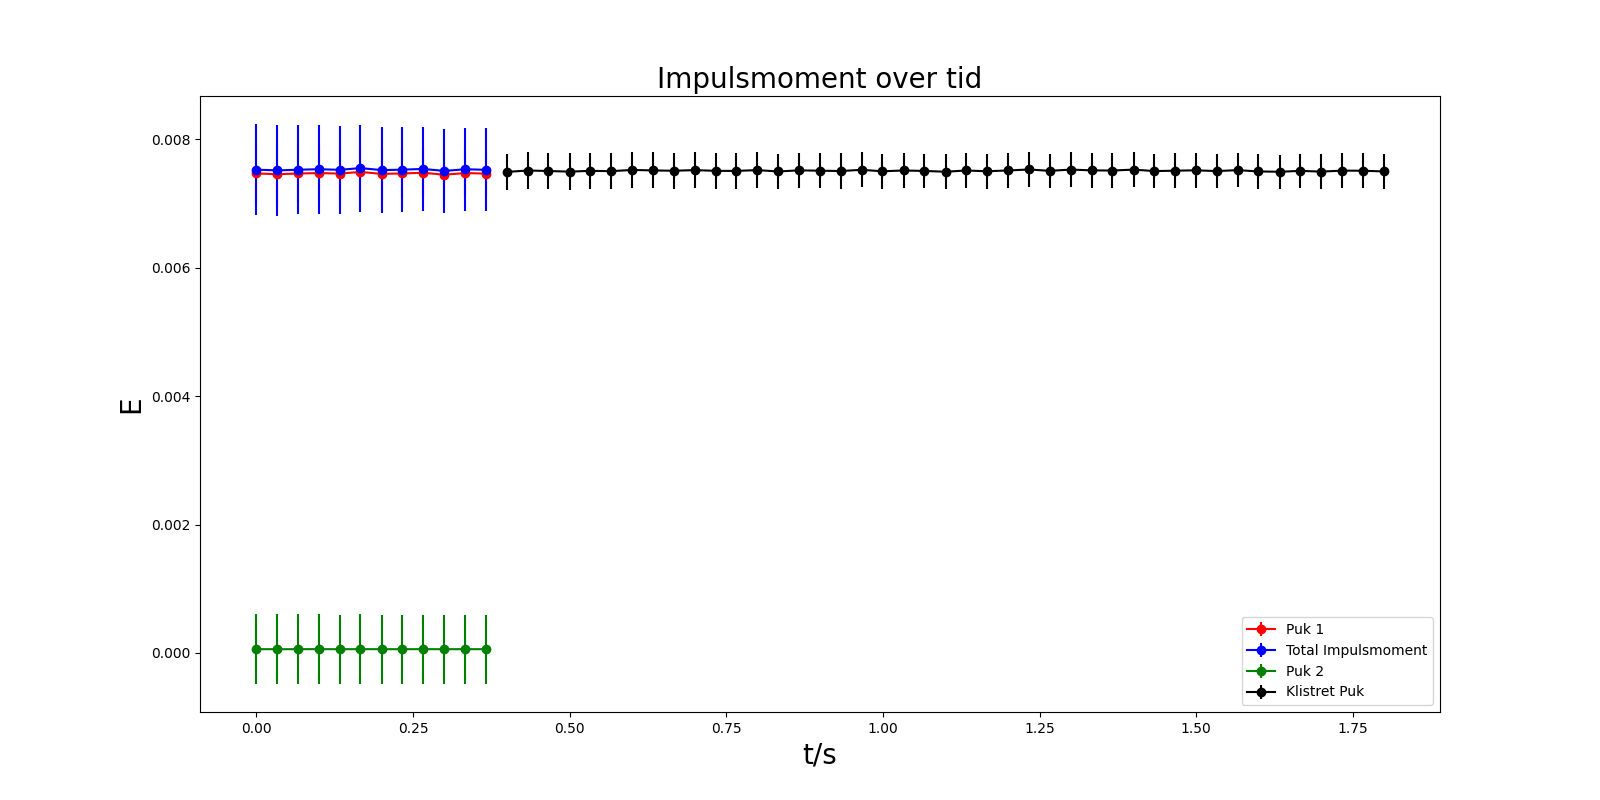 Impulsmoment over tid
0.008
0.006
0.004
0.002
0.000
E
0.00 0.25 0.50 0.75 1.00 1.25 1.50 1.75
t/s
Puk 1
Total Impulsmoment
Puk 2
Klistret Puk